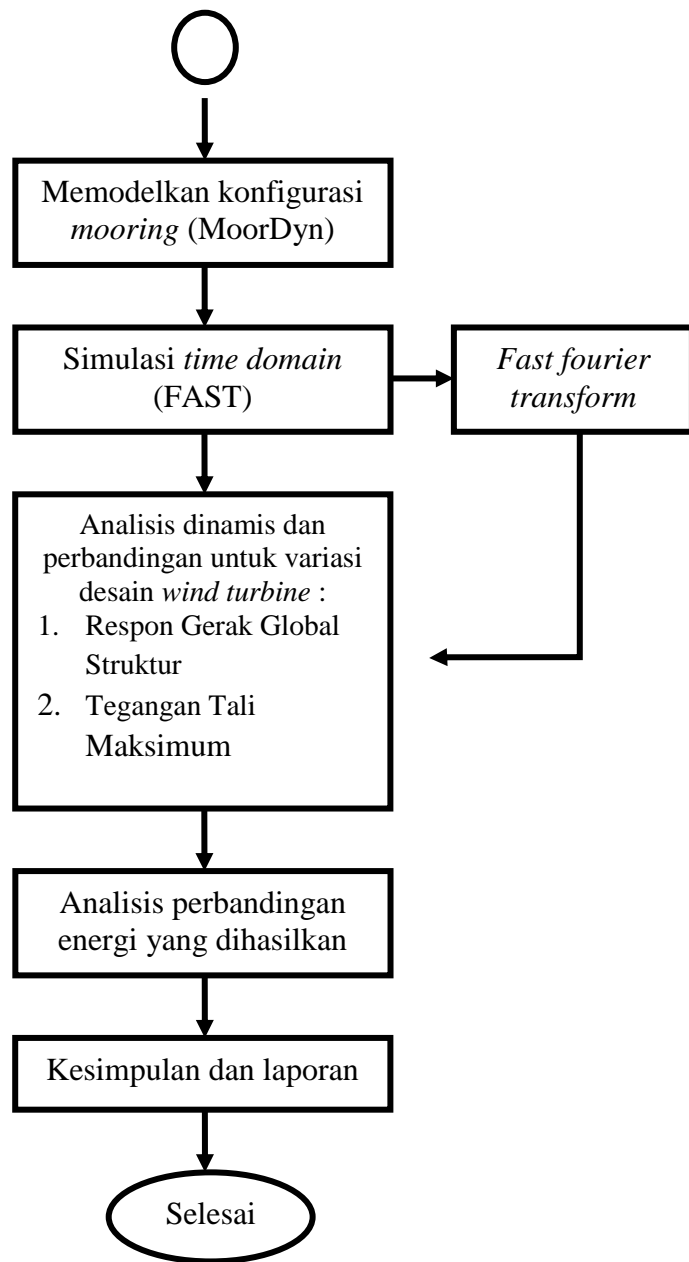 Memodelkan konfigurasi
mooring (MoorDyn)
Simulasi time domain
(FAST)
Fast fourier
transform
Analisis dinamis dan
perbandingan untuk variasi
desain wind turbine :
1. Respon Gerak Global
Struktur
2. Tegangan Tali
Maksimum
Analisis perbandingan
energi yang dihasilkan
Kesimpulan dan laporan
Selesai